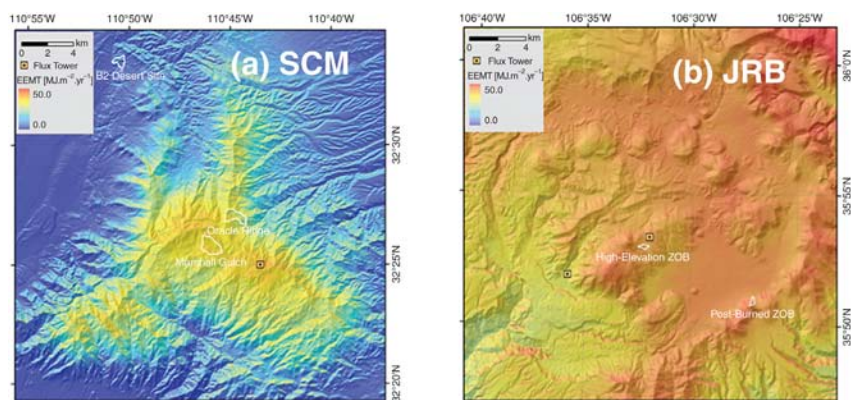 110°55'W 110°50'W 110°45'W 110°40'W
0 2 4 km
Flux Tower
EEMT [MJ.m⁻².yr⁻¹]
50.0
0.0
B2 Desert Site
(a) SCM
Oracle Ridge
Marshall Gulch
32°30'N
32°25'N
32°20'N
106°40'W 106°35'W 106°30'W 106°25'W
0 2 4 km
Flux Tower
EEMT [MJ.m⁻².yr⁻¹]
50.0
0.0
(b) JRB
High-Elevation ZOB
Post-Burned ZOB
36°0'N
35°55'N
35°50'N